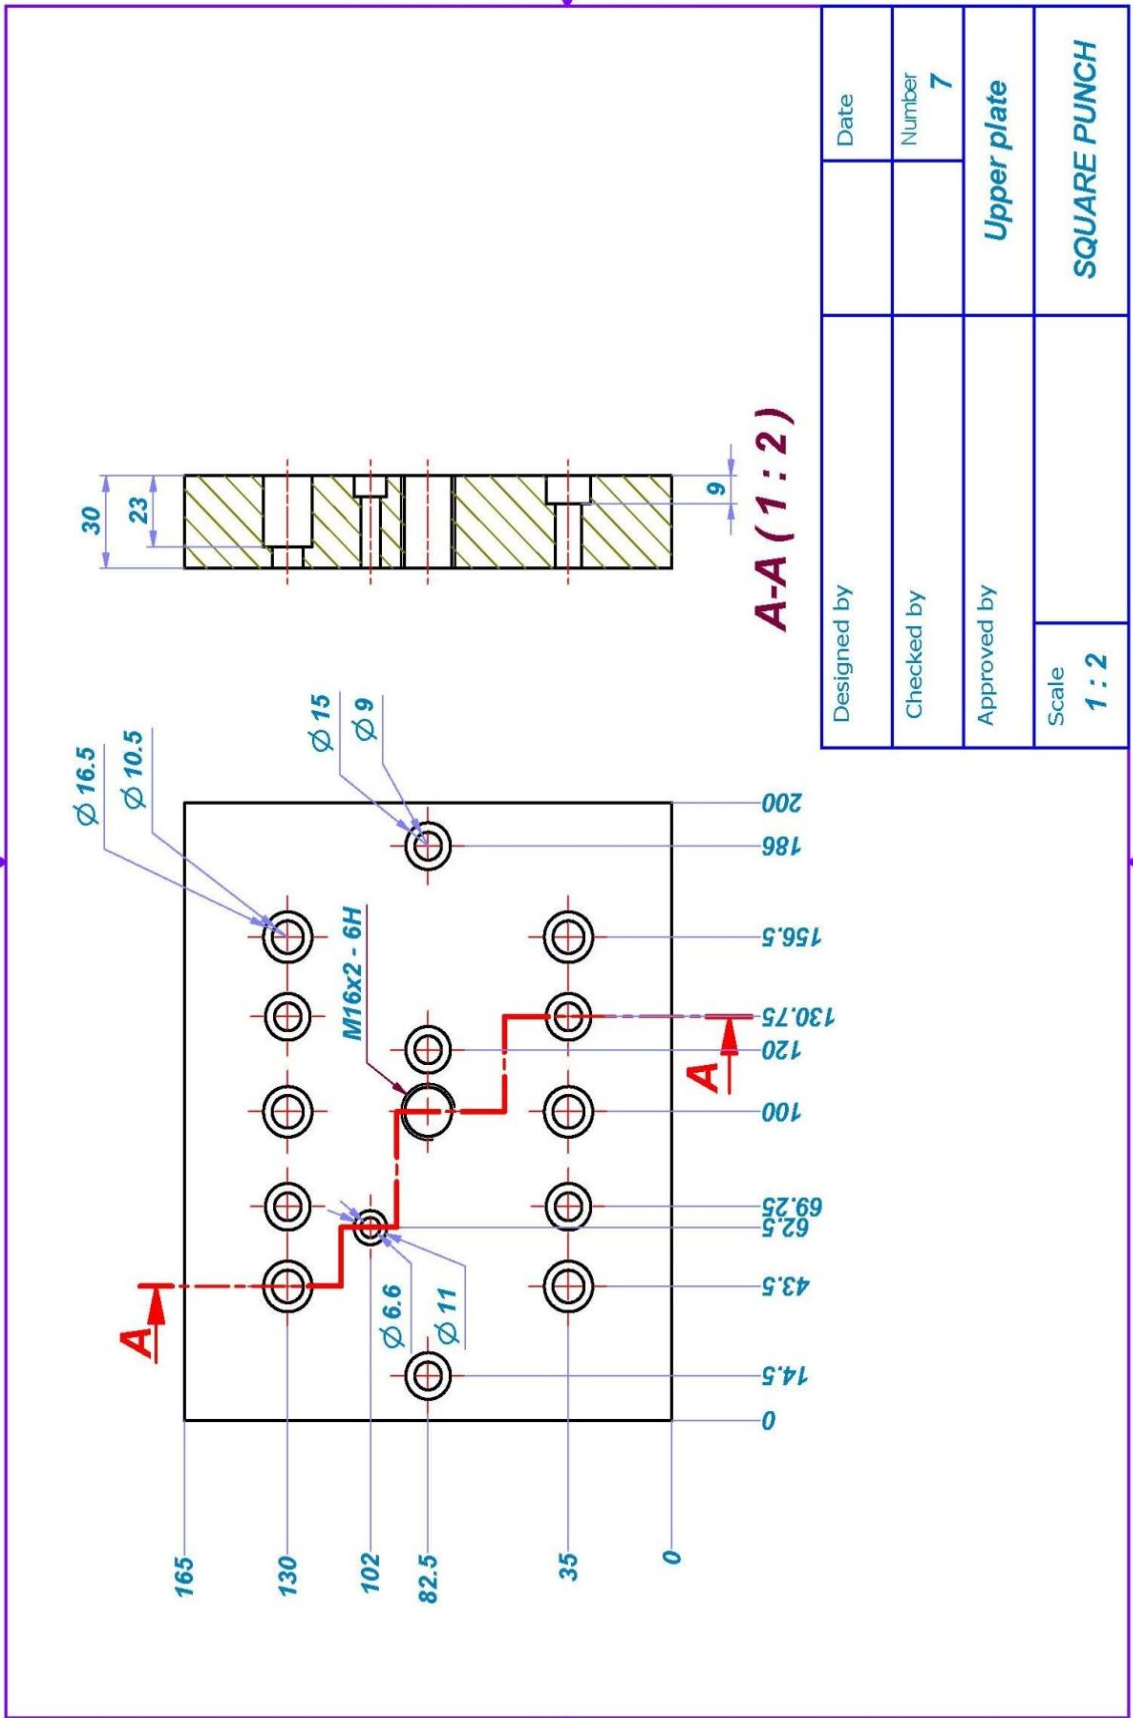 30
23
9
A-A ( 1 : 2 )
Ø 16.5
Ø 10.5
Ø 15
Ø 9
M16x2 - 6H
Ø 6.6
Ø 11
A
A
165
130
102
82.5
35
0
0
14.5
43.5
62.5
69.25
100
120
130.75
156.5
186
200
Designed by
Date
Checked by
Number
7
Approved by
Upper plate
Scale
1 : 2
SQUARE PUNCH